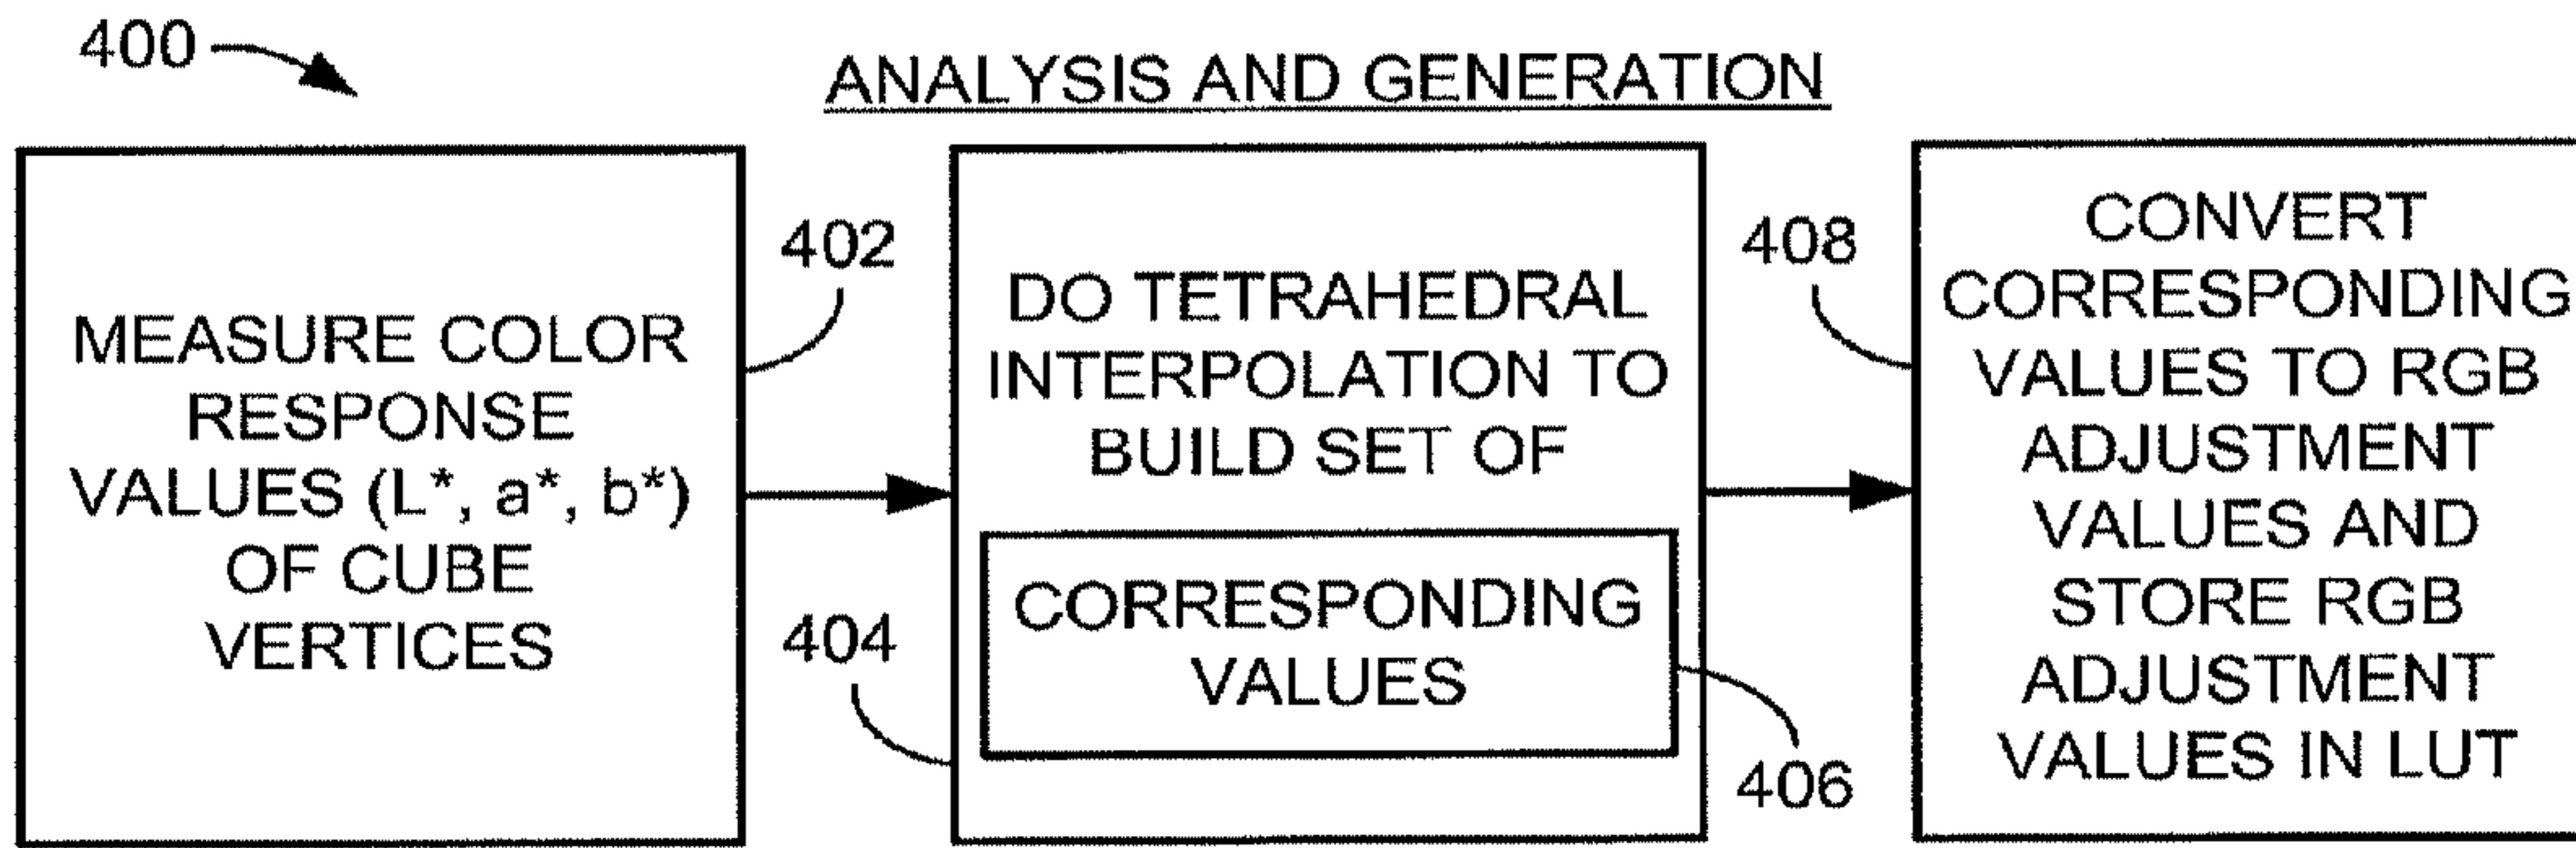 400
ANALYSIS AND GENERATION
MEASURE COLOR
RESPONSE
VALUES (L*, a*, b*)
OF CUBE
VERTICES
402
DO TETRAHEDRAL
INTERPOLATION TO
BUILD SET OF
CORRESPONDING
VALUES
404
406
408
CONVERT
CORRESPONDING
VALUES TO RGB
ADJUSTMENT
VALUES AND
STORE RGB
ADJUSTMENT
VALUES IN LUT